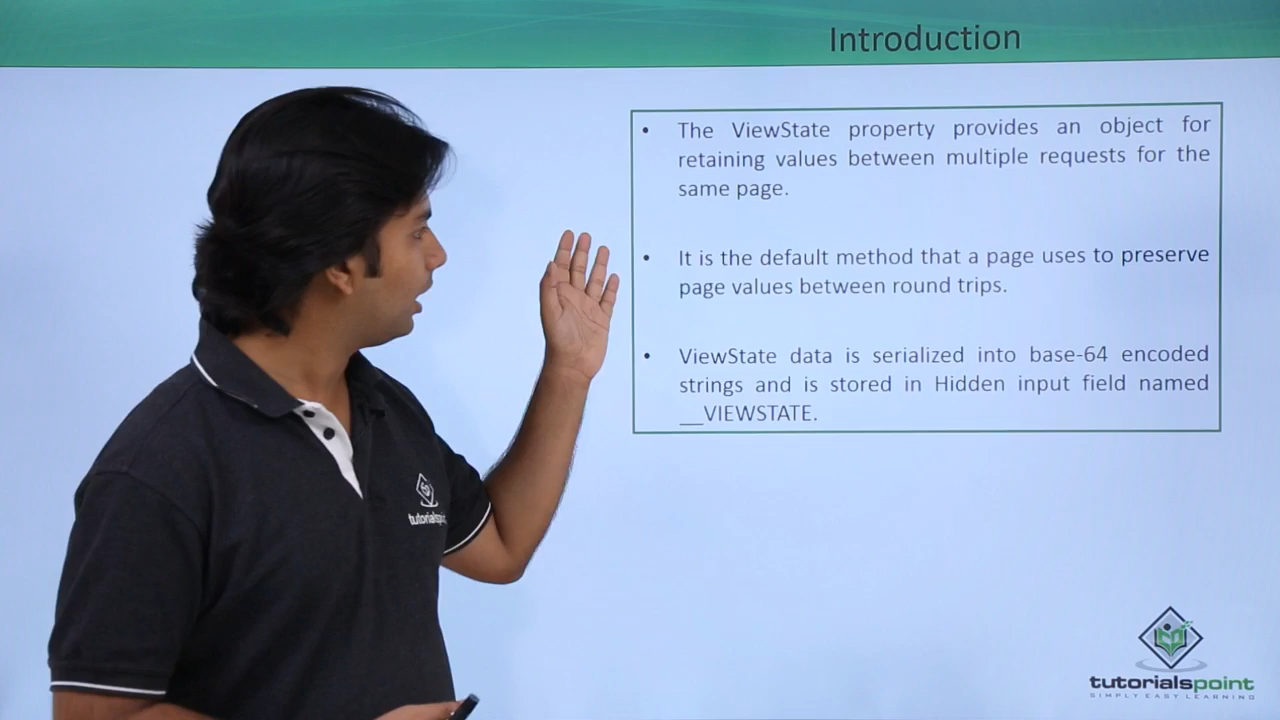 Introduction
• The ViewState property provides an object for
retaining values between multiple requests for the
same page.
• It is the default method that a page uses to preserve
page values between round trips.
• ViewState data is serialized into base-64 encoded
strings and is stored in Hidden input field named
__VIEWSTATE.
tutorialspoint
tutorialspoint
SIMPLY EASY LEARNING